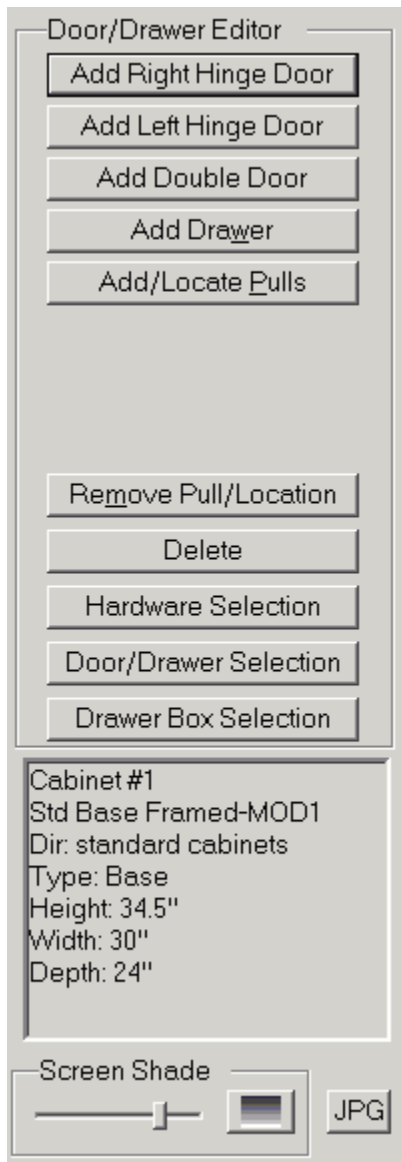 Door/Drawer Editor
Add Right Hinge Door
Add Left Hinge Door
Add Double Door
Add Drawer
Add/Locate Pulls
Remove Pull/Location
Delete
Hardware Selection
Door/Drawer Selection
Drawer Box Selection
Cabinet #1
Std Base Framed-MOD1
Dir: standard cabinets
Type: Base
Height: 34.5"
Width: 30"
Depth: 24"
Screen Shade
JPG